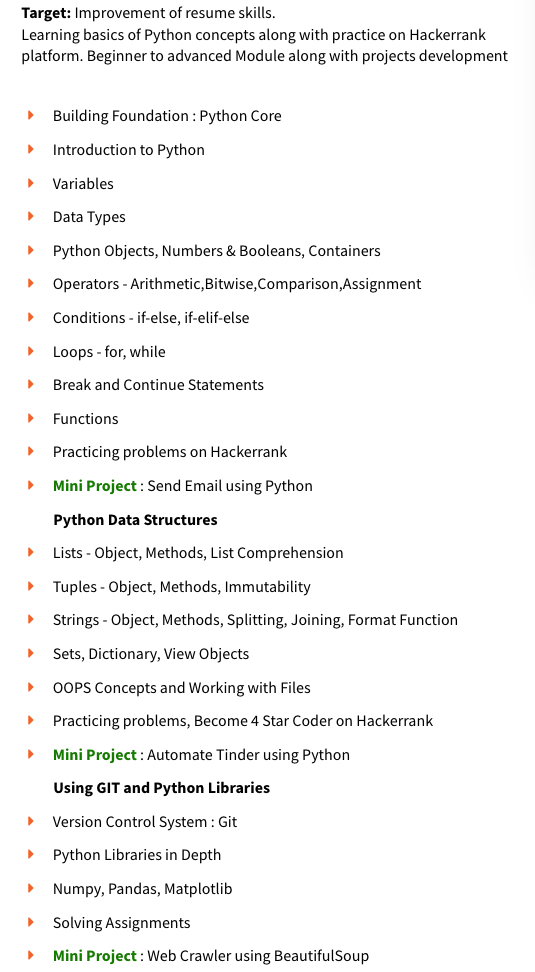 Target: Improvement of resume skills.
Learning basics of Python concepts along with practice on Hackerrank
platform. Beginner to advanced Module along with projects development
Building Foundation : Python Core
Introduction to Python
Variables
Data Types
Python Objects, Numbers & Booleans, Containers
Operators - Arithmetic,Bitwise,Comparison,Assignment
Conditions - if-else, if-elif-else
Loops - for, while
Break and Continue Statements
Functions
Practicing problems on Hackerrank
Mini Project : Send Email using Python
Python Data Structures
Lists - Object, Methods, List Comprehension
Tuples - Object, Methods, Immutability
Strings - Object, Methods, Splitting, Joining, Format Function
Sets, Dictionary, View Objects
OOPS Concepts and Working with Files
Practicing problems, Become 4 Star Coder on Hackerrank
Mini Project : Automate Tinder using Python
Using GIT and Python Libraries
Version Control System : Git
Python Libraries in Depth
Numpy, Pandas, Matplotlib
Solving Assignments
Mini Project : Web Crawler using BeautifulSoup